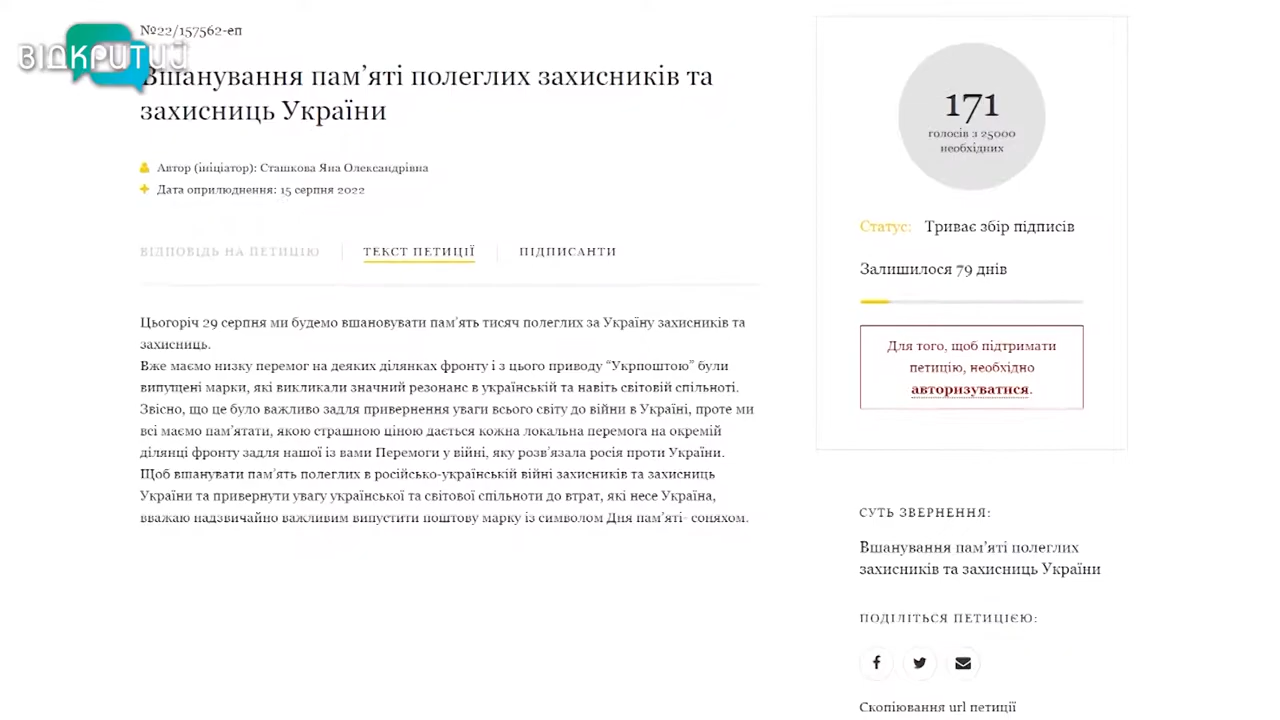 №22/157562-еп
ВІДКРИТИЙ
Вшанування пам’яті полеглих захисників та
захисниць України
Автор (ініціатор): Сташкова Яна Олександрівна
Дата оприлюднення: 15 серпня 2022
ВІДПОВІДЬ НА ПЕТИЦІЮ
ТЕКСТ ПЕТИЦІЇ
ПІДПИСАНТИ
Цьогоріч 29 серпня ми будемо вшановувати пам’ять тисяч полеглих за Україну захисників та
захисниць.
Вже маємо низку перемог на деяких ділянках фронту і з цього приводу “Укрпоштою” були
випущені марки, які викликали значний резонанс в українській та навіть світовій спільноті.
Звісно, що це було важливо задля привернення уваги всього світу до війни в Україні, проте ми
всі маємо пам’ятати, якою страшною ціною дається кожна локальна перемога на окремій
ділянці фронту задля нашої із вами Перемоги у війні, яку розв’язала росія проти України.
Щоб вшанувати пам’ять полеглих в російсько-українській війні захисників та захисниць
України та привернути увагу української та світової спільноти до втрат, які несе Україна,
вважаю надзвичайно важливим випустити поштову марку із символом Дня пам’яті- соняхом.
171
голосів з 25000
необхідних
Статус: Триває збір підписів
Залишилося 79 днів
Для того, щоб підтримати
петицію, необхідно
авторизуватися.
СУТЬ ЗВЕРНЕННЯ:
Вшанування пам’яті полеглих
захисників та захисниць України
ПОДІЛІТЬСЯ ПЕТИЦІЄЮ:
Скопіювання url петиції